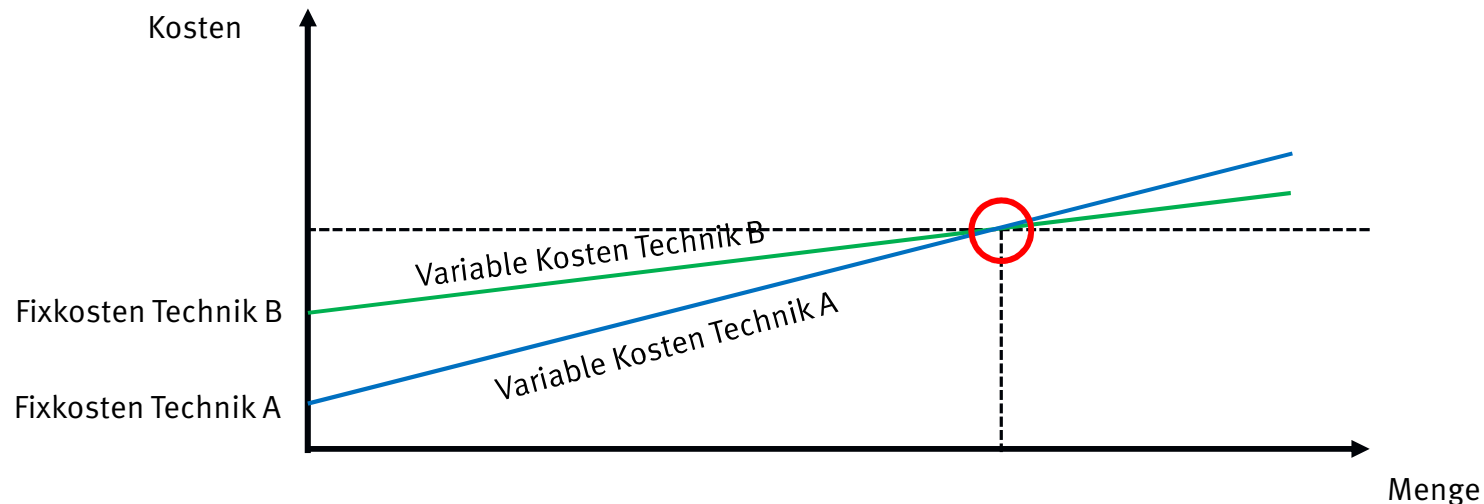 Kosten
Variable Kosten Technik B
Fixkosten Technik B
Variable Kosten Technik A
Fixkosten Technik A
Menge